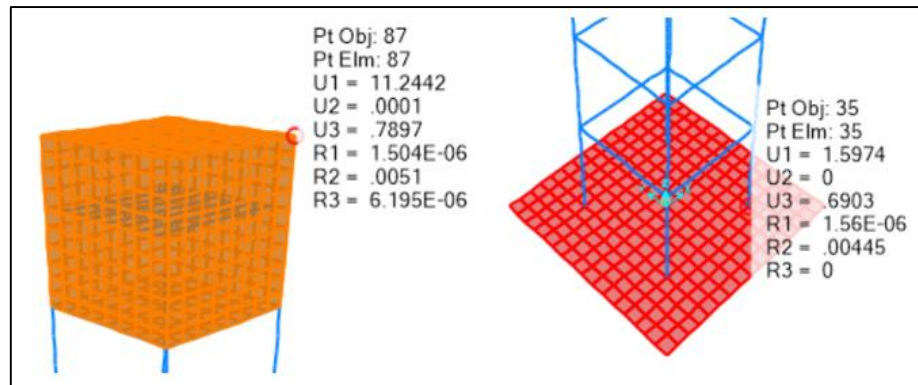 Pt Obj: 87
Pt Elm: 87
U1 = 11.2442
U2 = .0001
U3 = .7897
R1 = 1.504E-06
R2 = .0051
R3 = 6.195E-06
Pt Obj: 35
Pt Elm: 35
U1 = 1.5974
U2 = 0
U3 = .6903
R1 = 1.56E-06
R2 = .00445
R3 = 0